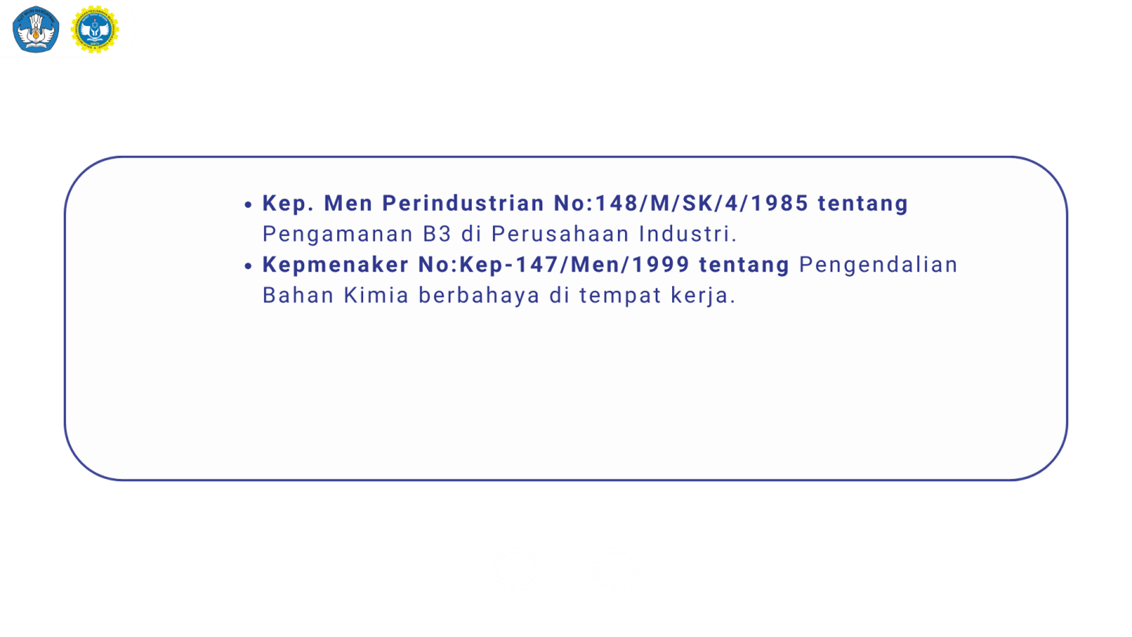 • Kep. Men Perindustrian No:148/M/SK/4/1985 tentang
Pengamanan B3 di Perusahaan Industri.
• Kepmenaker No:Kep-147/Men/1999 tentang Pengendalian
Bahan Kimia berbahaya di tempat kerja.